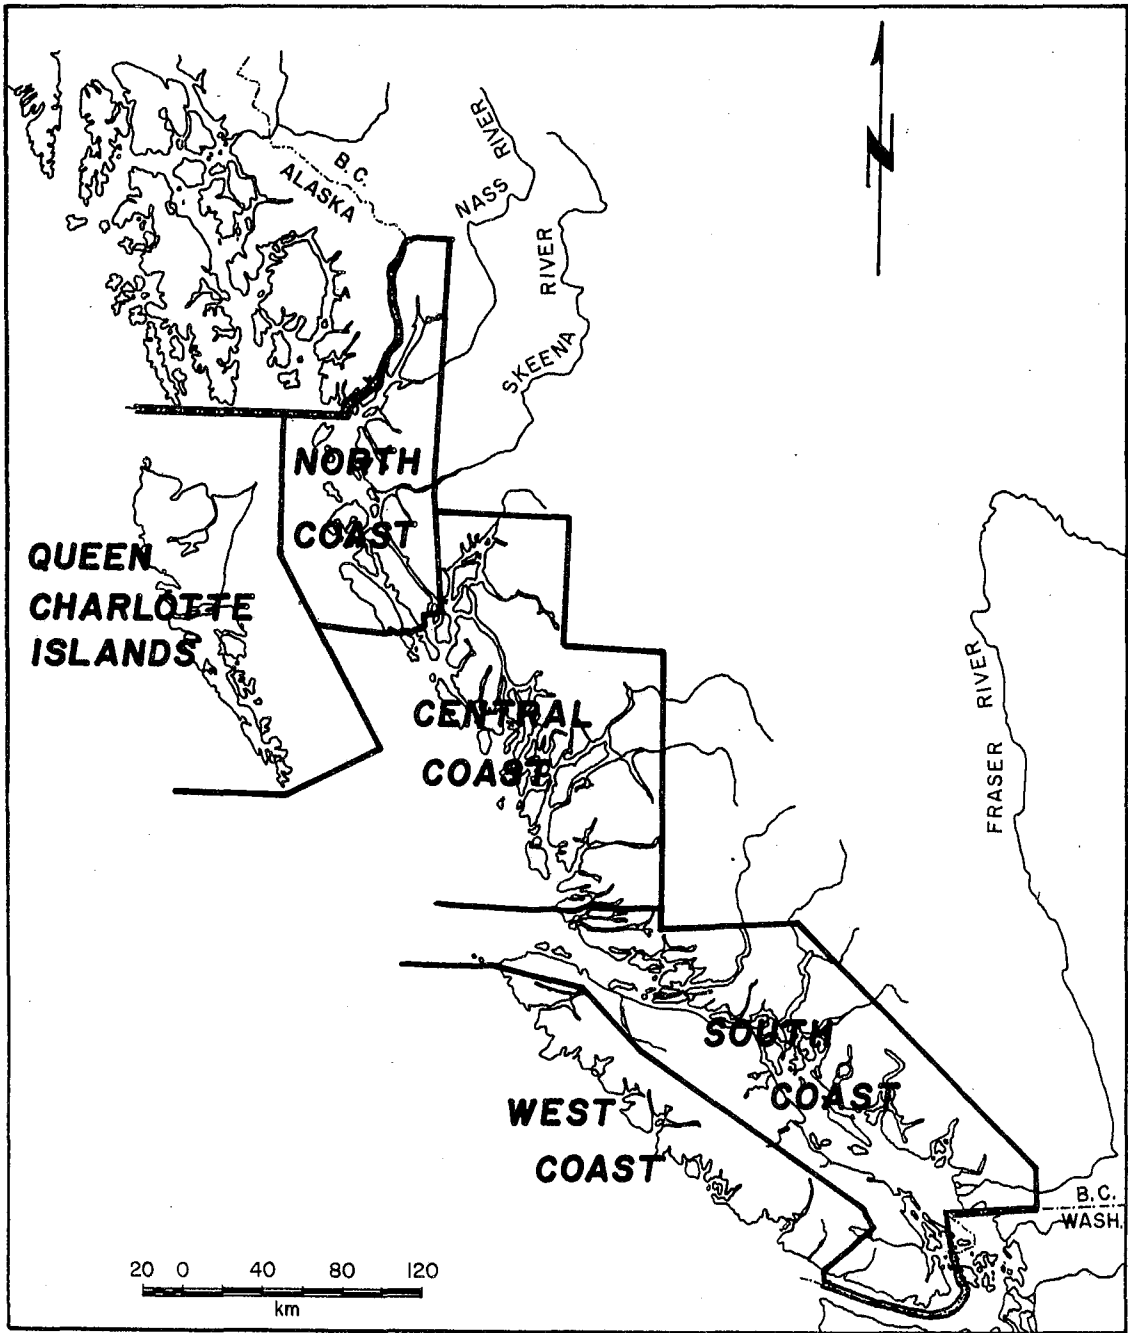 B.C.
ALASKA
NASS RIVER
SKEENA RIVER
N
NORTH
COAST
QUEEN
CHARLOTTE
ISLANDS
CENTRAL
COAST
FRASER RIVER
SOUTH
COAST
WEST
COAST
B.C.
WASH.
20 0 40 80 120
km